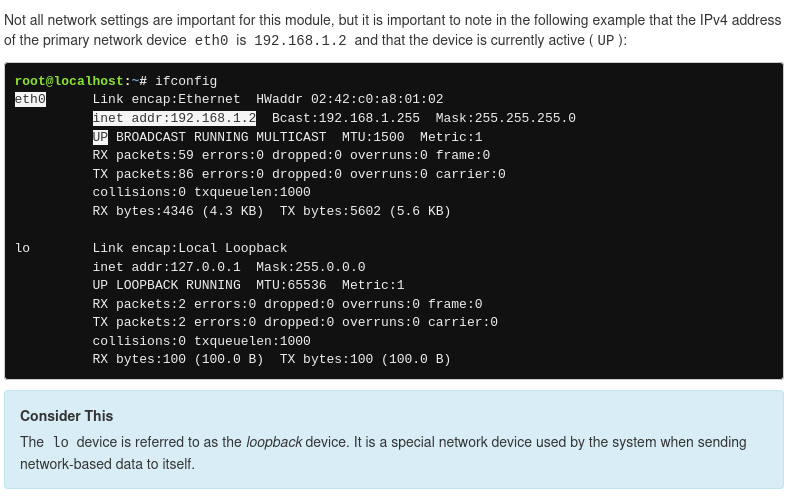 Not all network settings are important for this module, but it is important to note in the following example that the IPv4 address
of the primary network device eth0 is 192.168.1.2 and that the device is currently active ( UP ):
root@localhost:~# ifconfig
eth0      Link encap:Ethernet  HWaddr 02:42:c0:a8:01:02
          inet addr:192.168.1.2  Bcast:192.168.1.255  Mask:255.255.255.0
          UP BROADCAST RUNNING MULTICAST  MTU:1500  Metric:1
          RX packets:59 errors:0 dropped:0 overruns:0 frame:0
          TX packets:86 errors:0 dropped:0 overruns:0 carrier:0
          collisions:0 txqueuelen:1000
          RX bytes:4346 (4.3 KB)  TX bytes:5602 (5.6 KB)
lo        Link encap:Local Loopback
          inet addr:127.0.0.1  Mask:255.0.0.0
          UP LOOPBACK RUNNING  MTU:65536  Metric:1
          RX packets:2 errors:0 dropped:0 overruns:0 frame:0
          TX packets:2 errors:0 dropped:0 overruns:0 carrier:0
          collisions:0 txqueuelen:1000
          RX bytes:100 (100.0 B)  TX bytes:100 (100.0 B)
Consider This
The lo device is referred to as the loopback device. It is a special network device used by the system when sending
network-based data to itself.